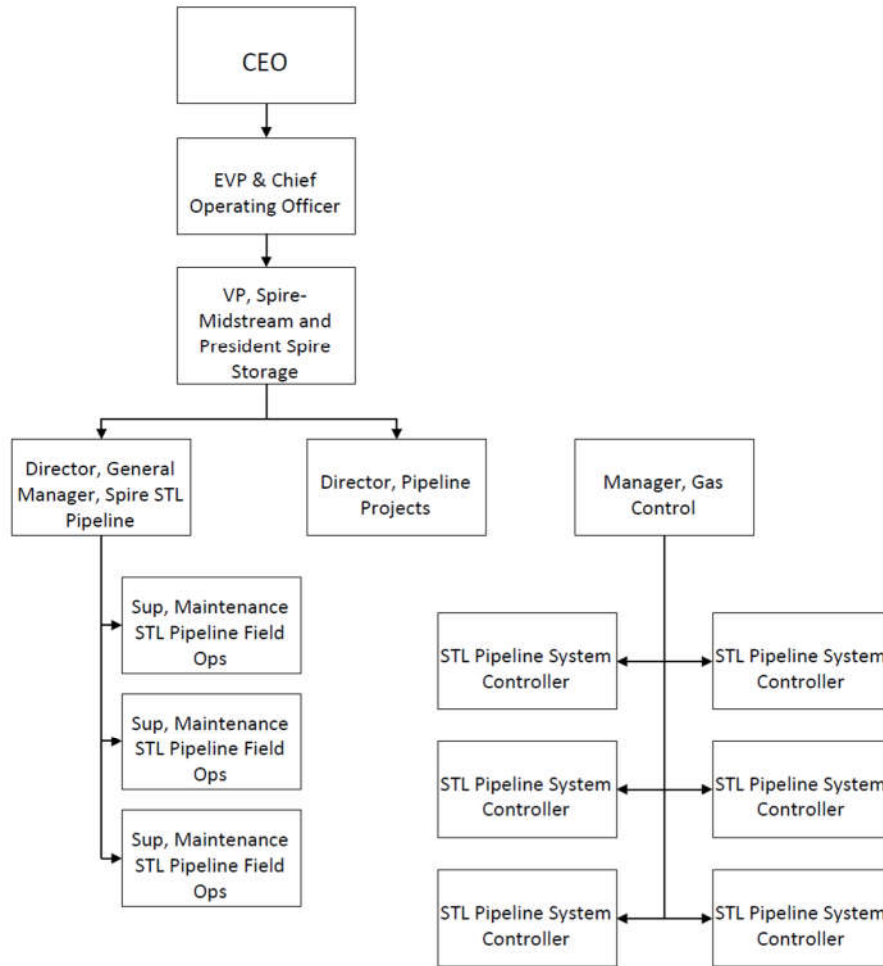 CEO
EVP & Chief
Operating Officer
VP, Spire-
Midstream and
President Spire
Storage
Director, General
Manager, Spire STL
Pipeline
Director, Pipeline
Projects
Manager, Gas
Control
Sup, Maintenance
STL Pipeline Field
Ops
Sup, Maintenance
STL Pipeline Field
Ops
Sup, Maintenance
STL Pipeline Field
Ops
STL Pipeline System
Controller
STL Pipeline System
Controller
STL Pipeline System
Controller
STL Pipeline System
Controller
STL Pipeline System
Controller
STL Pipeline System
Controller